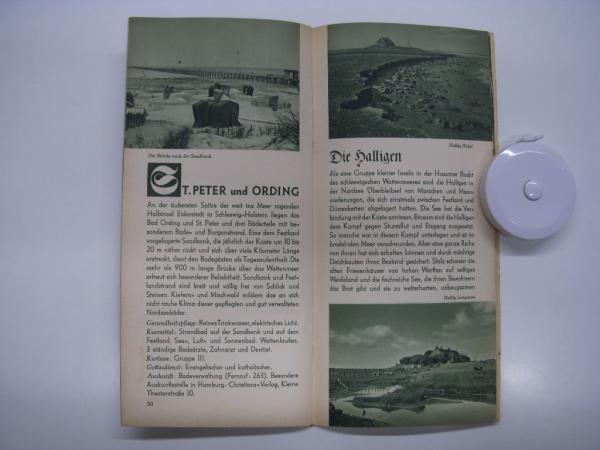 Die Brücke nach der Sandbank
ST. PETER und ORDING
An der äußersten Spitze der weit ins Meer ragenden
Halbinsel Eiderstedt in Schleswig-Holstein liegen das
Bad Ording und St. Peter mit drei Bädertteile mit be-
sonderem Bade- und Burgenstrand. Eine dem Festland
vorgelagerte Sandbank, die jährlich der Küste um 10 bis
20 m näher rückt und sich über viele Kilometer Länge
erstreckt, dient den Badegästen als Tagesaufenthalt. Die
mehr als 900 m lange Brücke über das Wattenmeer
erfreut sich besonderer Beliebtheit. Sandbank und Fest-
landstrand sind breit und völlig frei von Schlick und
Steinen. Kiefern- und Mischwald mildern das an sich
nicht rauhe Klima dieser gepflegten und gut verwalteten
Nordseebäder.
Gesundheitspflege: Reines Trinkwasser, elektrisches Licht.
Kurmittel: Strandbad auf der Sandbank und auf dem
Festland. See-, Luft- und Sonnenbad. Wattenlaufen.
3 ständige Badeärzte, Zahnarzt und Dentist.
Kurtaxe: Gruppe III.
Gottesdienst: Evangelischer und katholischer.
Auskunft: Badeverwaltung (Fernruf: 263). Besondere
Auskunftsstelle in Hamburg: Christians-Verlag, Kleine
Theaterstraße 10.
50
Hallig Habel
Die Halligen
Als eine Gruppe kleiner Inseln in der Husumer Bucht
des schleswigschen Wattenmeeres sind die Halligen in
der Nordsee Überbleibsel von Marschen und Meeran-
sanderungen, die sich einstmals zwischen Festland und
Dünenketten abgelagert hatten. Die See hat die Ver-
bindung mit der Küste zerrissen. Einsam sind die Halligen
dem Kampf gegen Sturmflut und Eisgang ausgesetzt.
So manche war in diesem Kampf unterlegen und ist im
brodelnden Meer verschwunden. Aber eine ganze Reihe
von ihnen hat sich erhalten können und durch mächtige
Deichbauten ihren Bestand gesichert. Stolz schauen die
alten Friesenhäuser von hohen Warften auf saftiges
Weideland und die fischreiche See, die ihren Bewohnern
das Brot gibt und sie zu wetterharten, unbeugsamen
Hallig Langeness